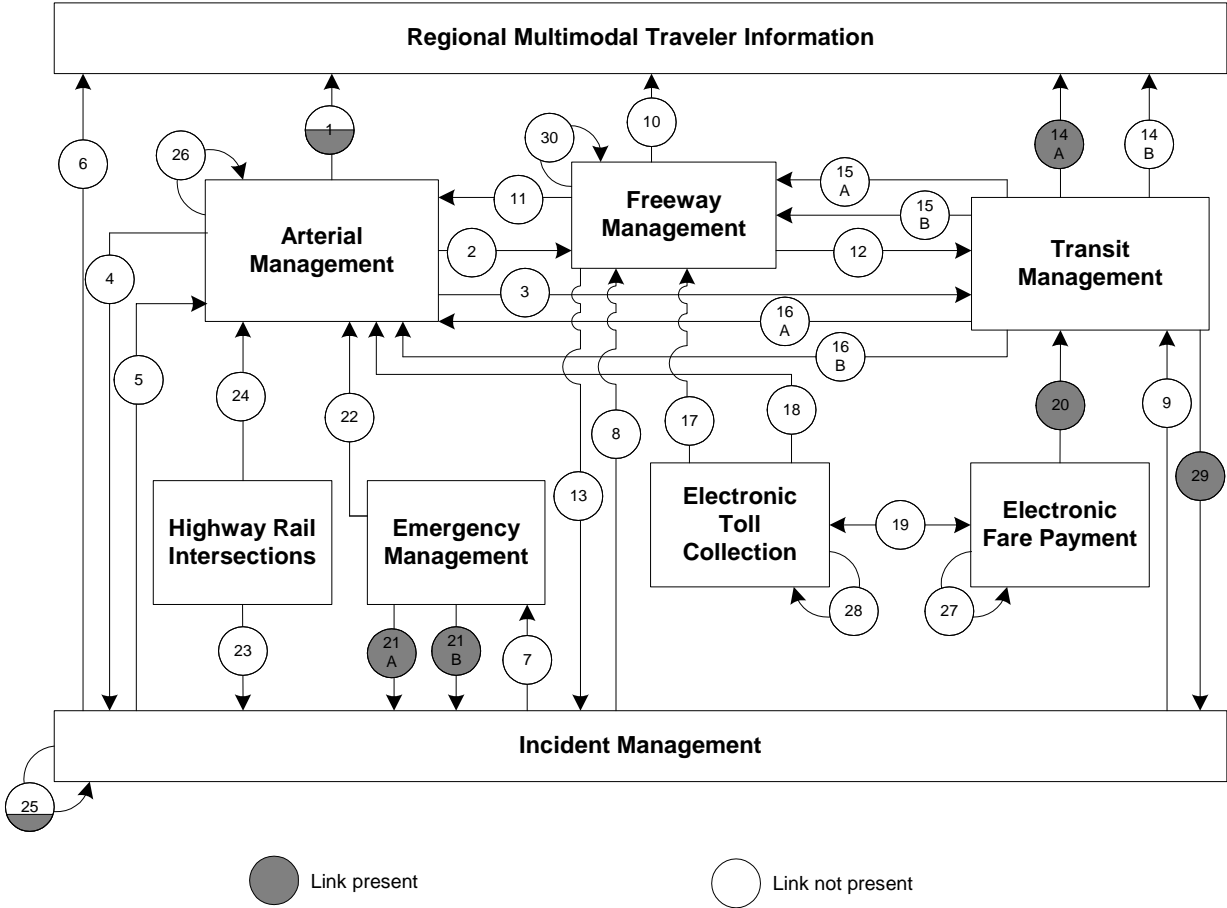 Regional Multimodal Traveler Information
6
26
1
30
10
14
A
14
B
11
15
A
15
B
Arterial
Management
Freeway
Management
Transit
Management
2
12
4
3
16
A
16
B
5
24
22
17
18
8
20
9
13
29
Highway Rail
Intersections
Emergency
Management
Electronic
Toll
Collection
19
Electronic
Fare Payment
28
27
23
21
A
21
B
7
Incident Management
25
Link present
Link not present